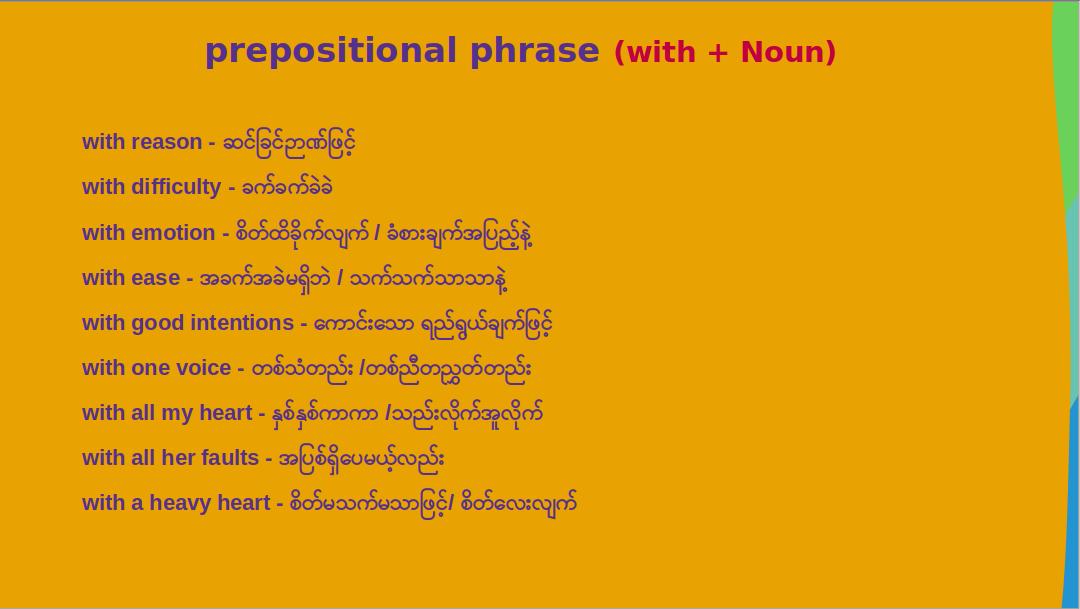 prepositional phrase (with + Noun)
with reason - ဆင်ခြင်ဉာဏ်ဖြင့်
with difficulty - ခက်ခက်ခဲခဲ
with emotion - စိတ်ထိခိုက်လျက် / ခံစားချက်အပြည့်နဲ့
with ease - အခက်အခဲမရှိဘဲ / သက်သက်သာသာနဲ့
with good intentions - ကောင်းသော ရည်ရွယ်ချက်ဖြင့်
with one voice - တစ်သံတည်း /တစ်ညီတညွှတ်တည်း
with all my heart - နှစ်နှစ်ကာကာ /သည်းလိုက်အူလိုက်
with all her faults - အပြစ်ရှိပေမယ့်လည်း
with a heavy heart - စိတ်မသက်မသာဖြင့်/ စိတ်လေးလျက်